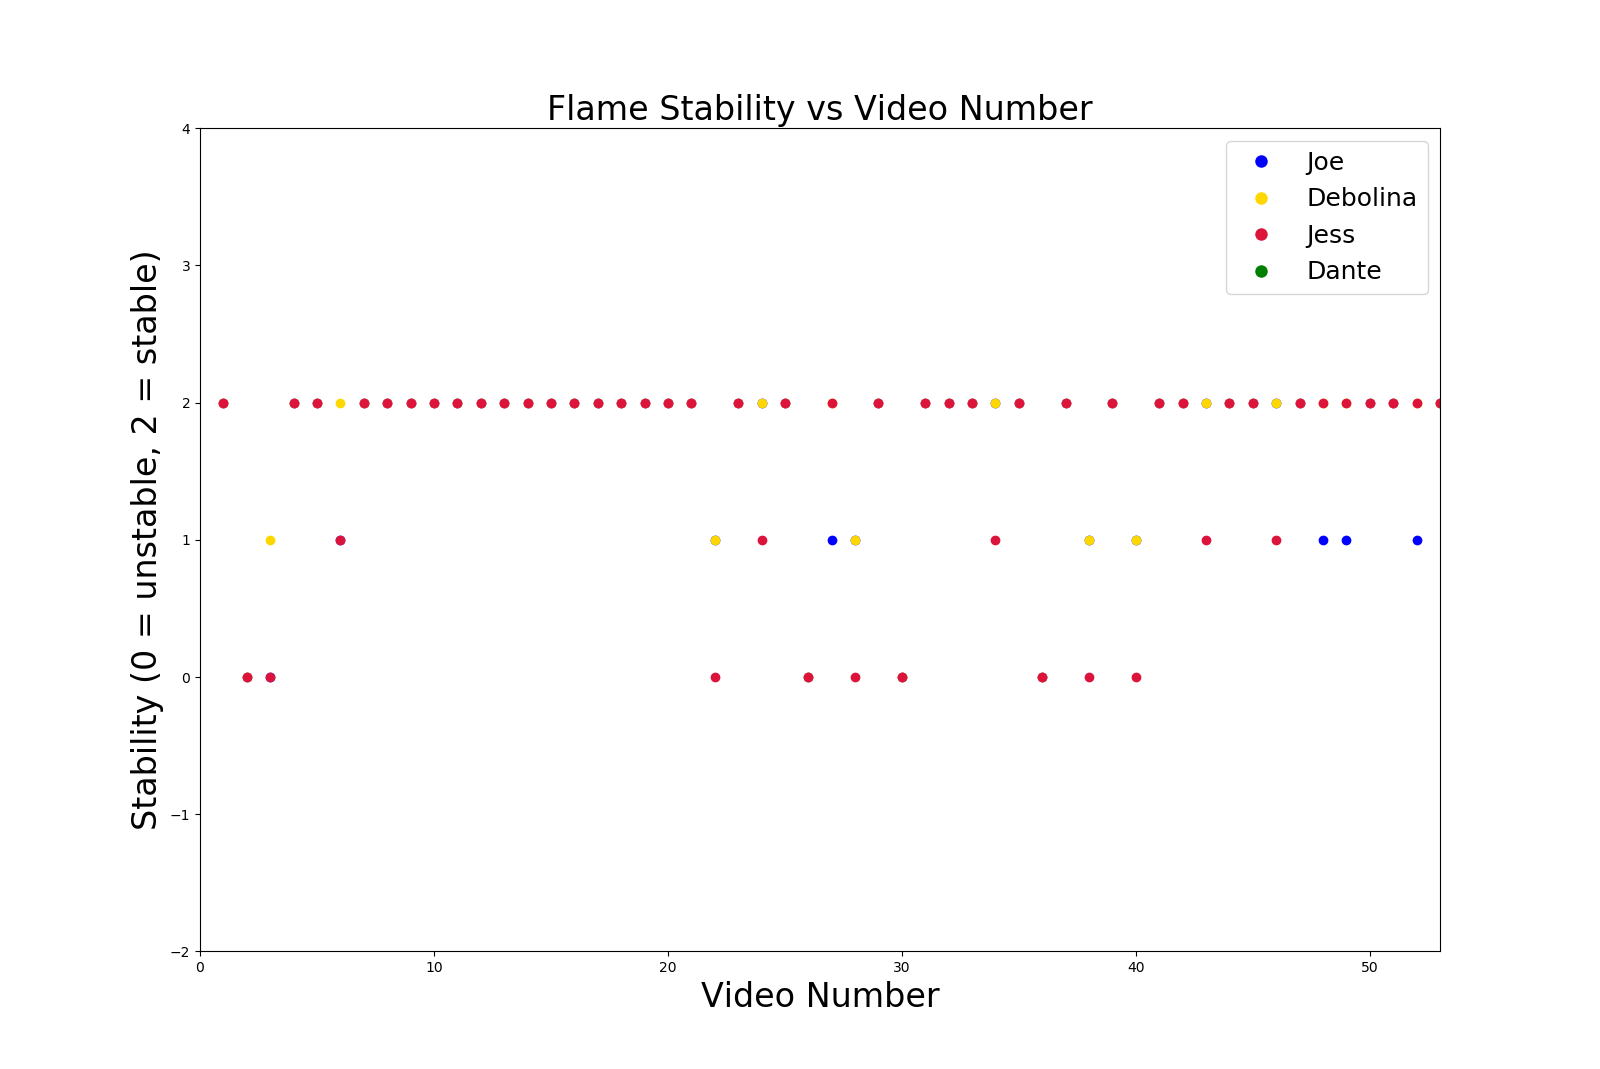 Flame Stability vs Video Number
Joe
Debolina
Jess
Dante
Stability (0 = unstable, 2 = stable)
4
3
2
1
0
−1
−2
0
10
20
30
40
50
Video Number